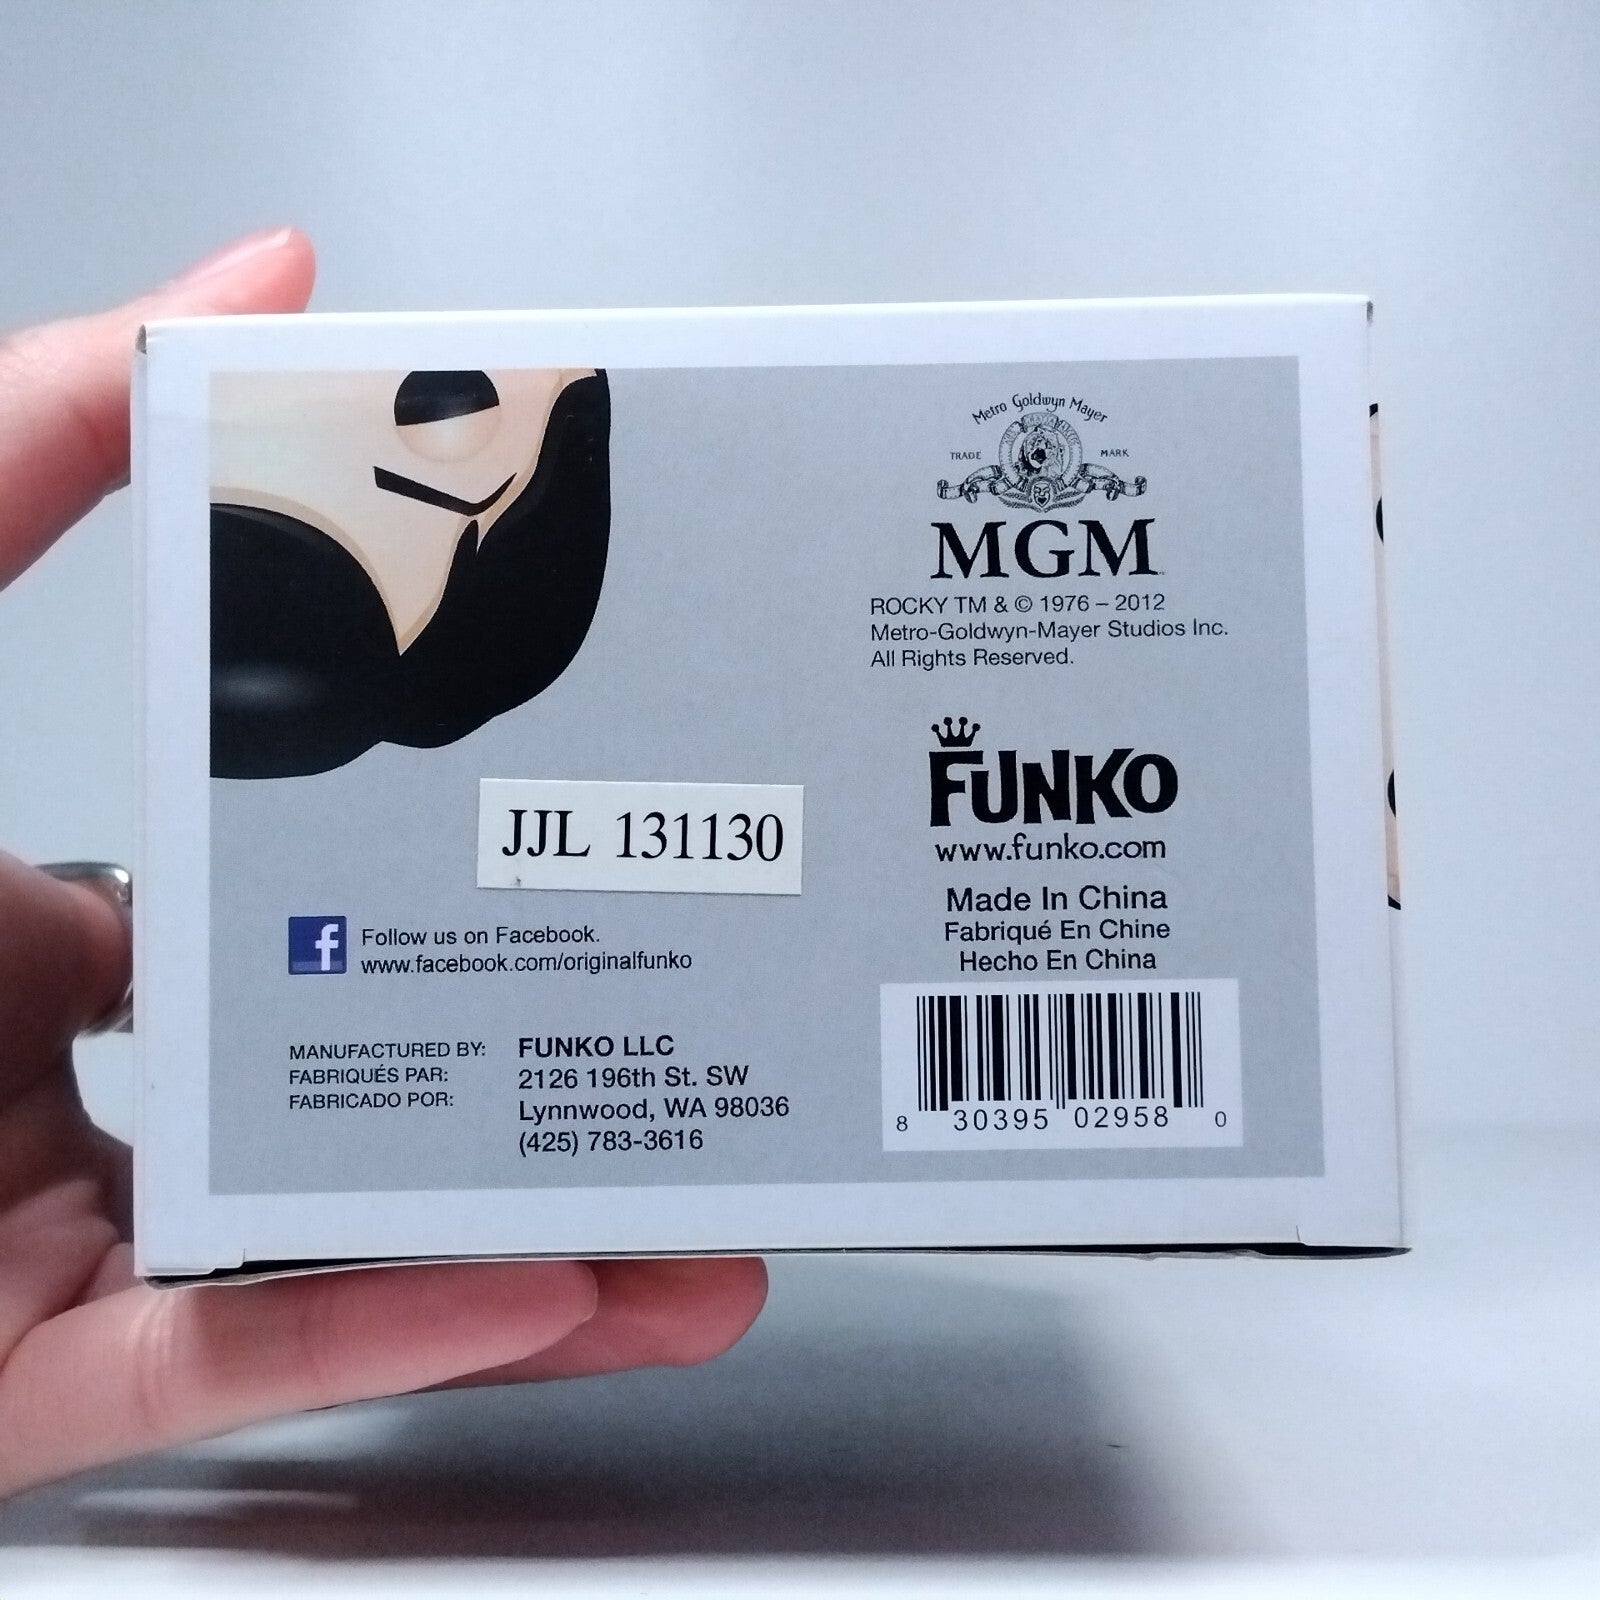 Metro Goldwyn Mayer
TRADE MARK
MGM
ROCKY TM & © 1976 – 2012
Metro-Goldwyn-Mayer Studios Inc.
All Rights Reserved.
FUNKO
www.funko.com
Made In China
Fabriqué En Chine
Hecho En China
JJL 131130
f Follow us on Facebook.
www.facebook.com/originalfunko
MANUFACTURED BY: FUNKO LLC
FABRIQUÉS PAR: 2126 196th St. SW
FABRICADO POR: Lynnwood, WA 98036
(425) 783-3616
8 30395 02958 0